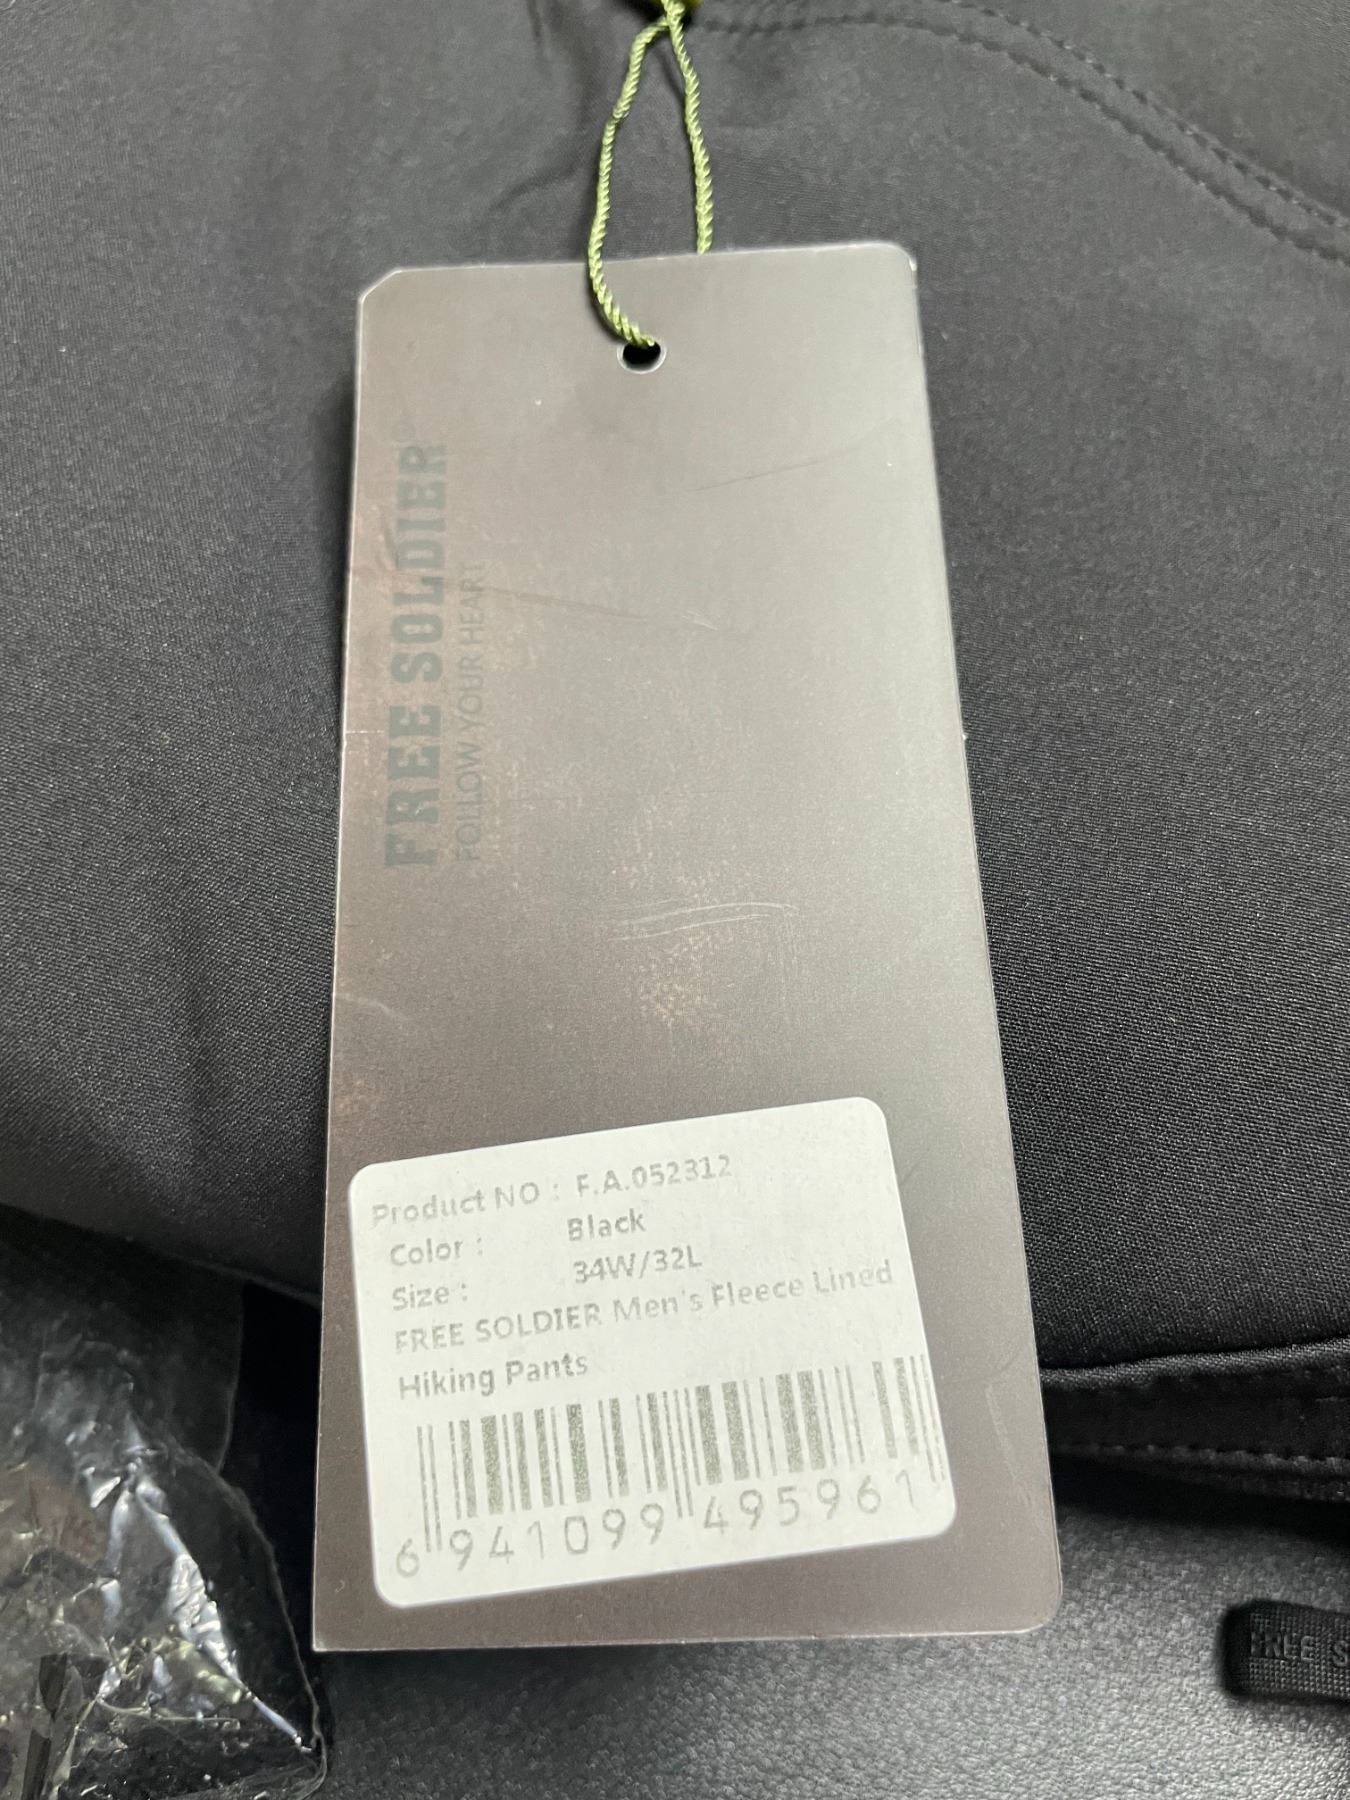 FREE SOLDIER
FOLLOW YOUR HEART
Product NO : F.A.052312
Color : Black
Size : 34W/32L
FREE SOLDIER Men's Fleece Lined
Hiking Pants
6 941099 495961
FREE S